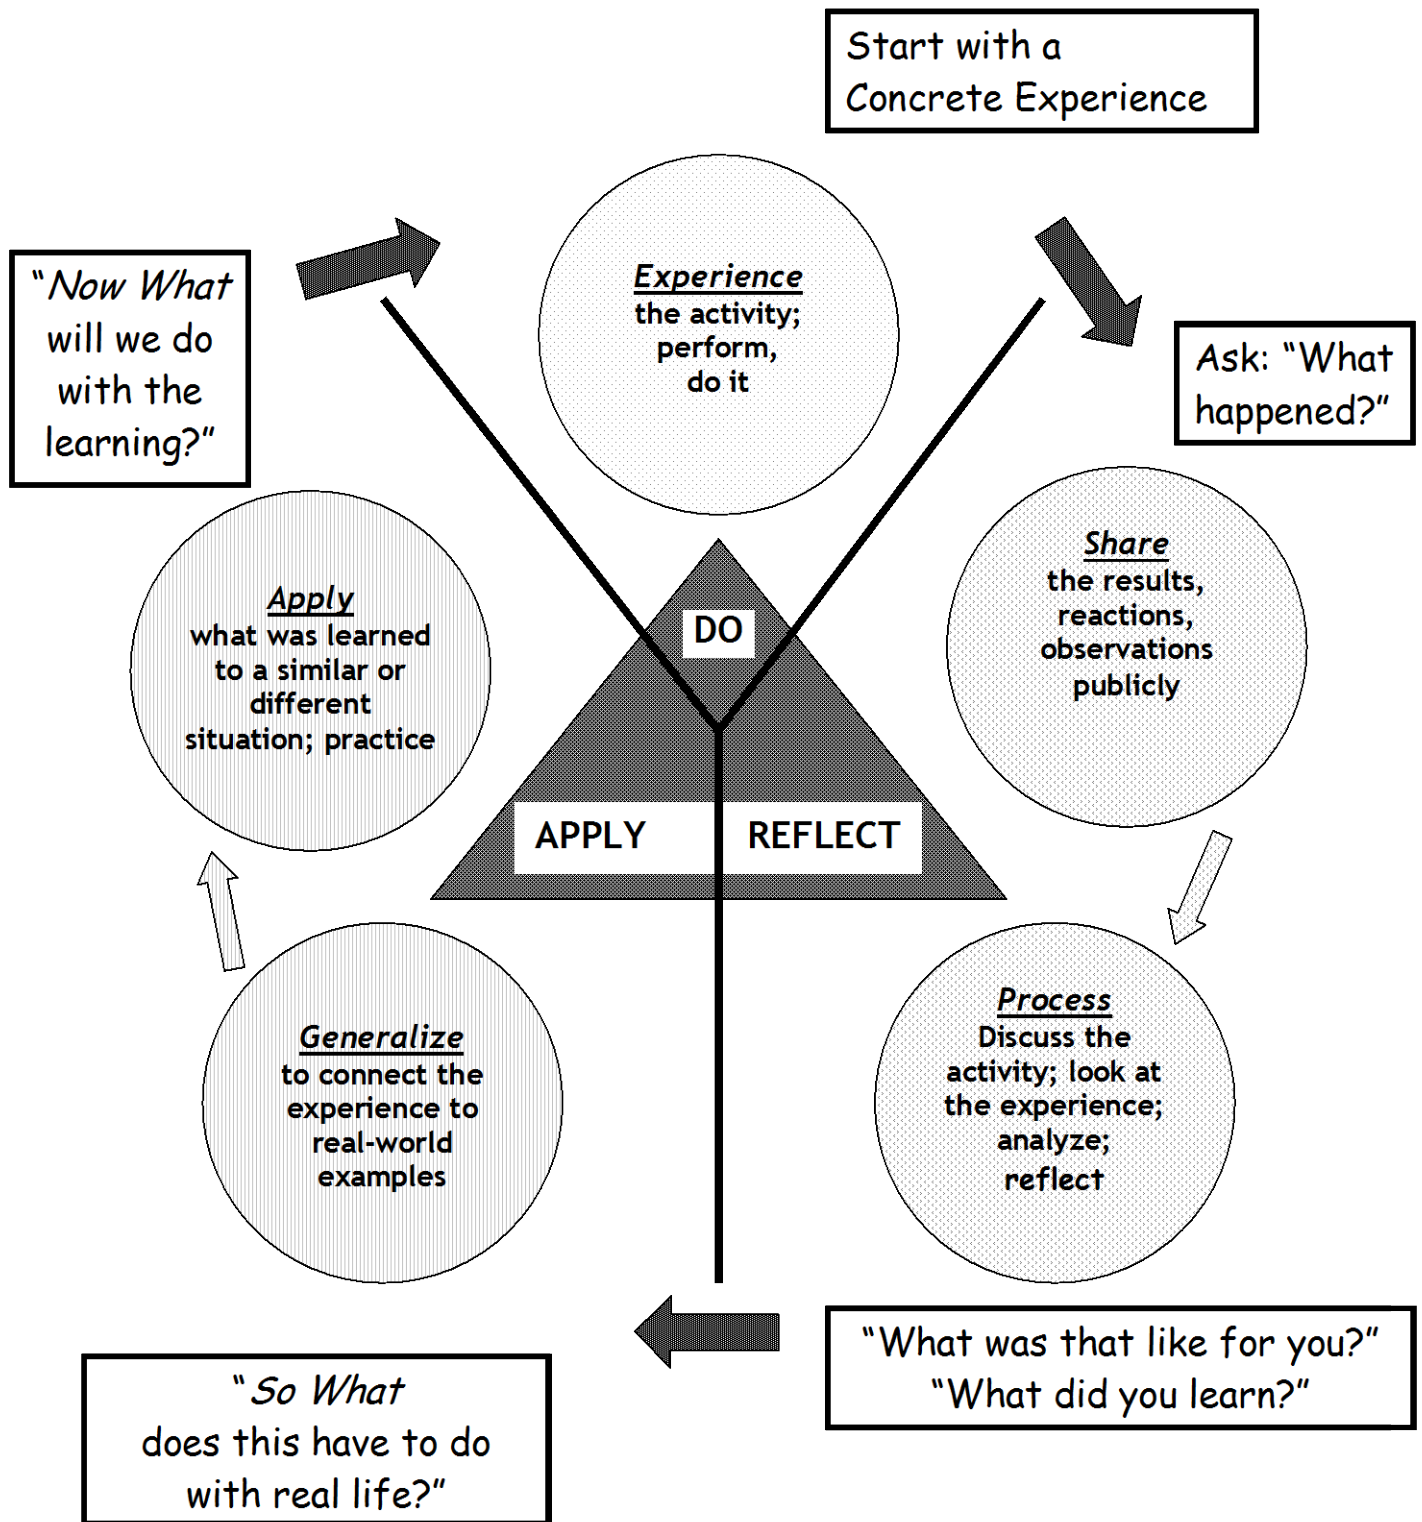 Start with a
Concrete Experience
Experience
the activity;
perform,
do it
Ask: “What
happened?”
Share
the results,
reactions,
observations
publicly
Process
Discuss the
activity; look at
the experience;
analyze;
reflect
“What was that like for you?”
“What did you learn?”
“So What
does this have to do
with real life?”
Generalize
to connect the
experience to
real-world
examples
Apply
what was learned
to a similar or
different
situation; practice
“Now What
will we do
with the
learning?”
DO
APPLY
REFLECT